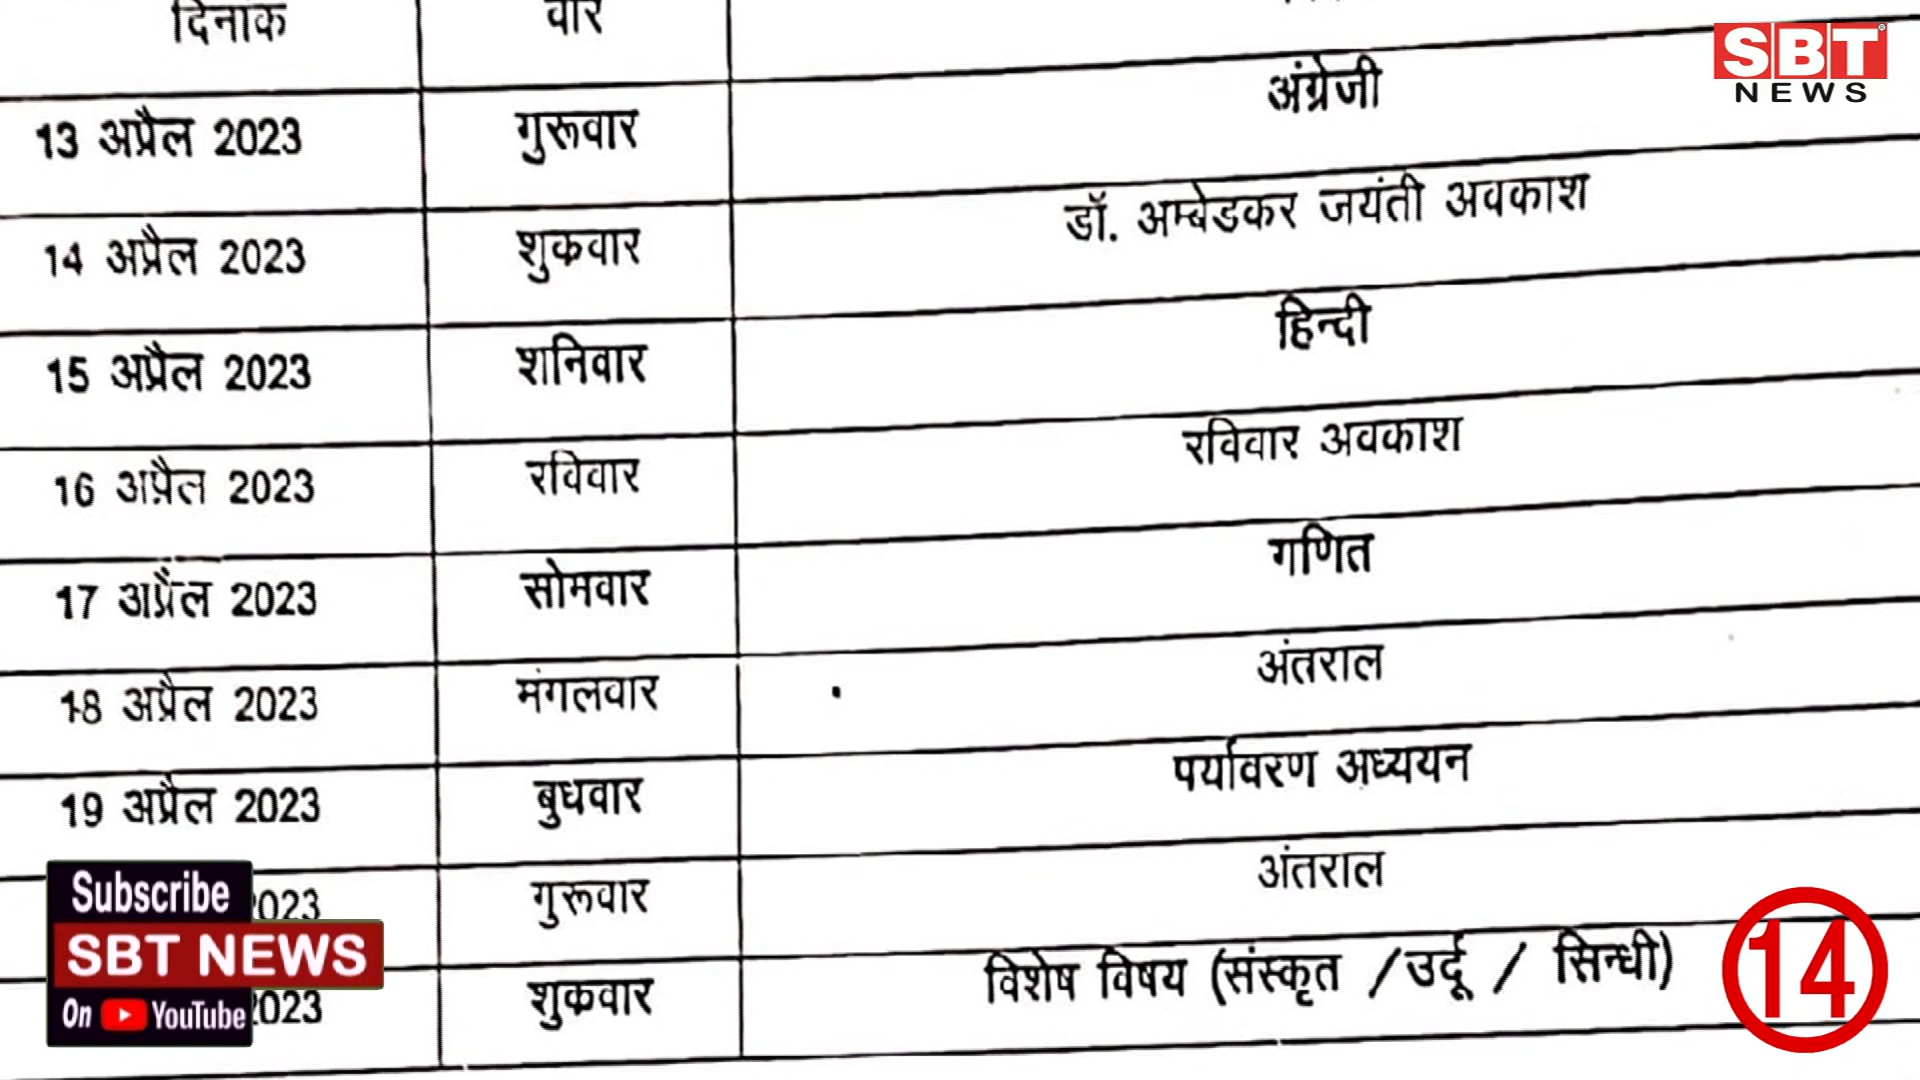 दिनांक वार
SBT
NEWS
13 अप्रैल 2023 गुरूवार अंग्रेजी
14 अप्रैल 2023 शुक्रवार डॉ. अम्बेडकर जयंती अवकाश
15 अप्रैल 2023 शनिवार हिन्दी
16 अप्रैल 2023 रविवार रविवार अवकाश
17 अप्रैल 2023 सोमवार गणित
18 अप्रैल 2023 मंगलवार अंतराल
19 अप्रैल 2023 बुधवार पर्यावरण अध्ययन
2023 गुरूवार अंतराल
2023 शुक्रवार विशेष विषय (संस्कृत / उर्दू / सिन्धी)
Subscribe
SBT NEWS
On YouTube
14